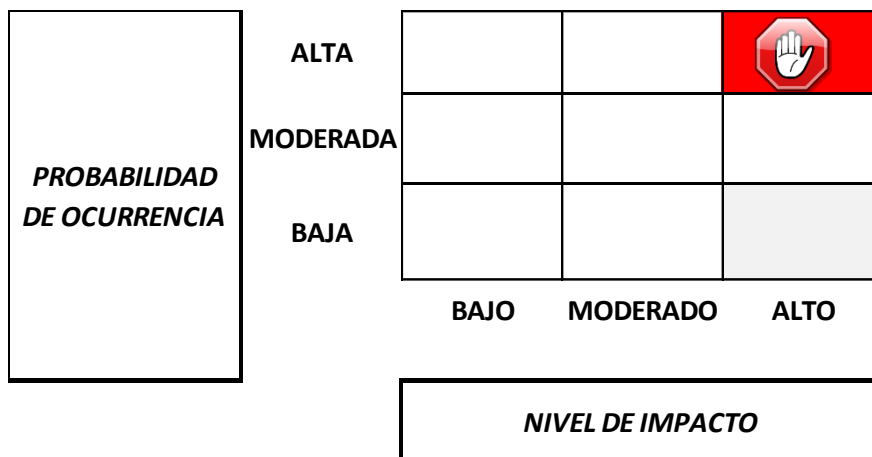 ALTA
MODERADA
PROBABILIDAD
DE OCURRENCIA
BAJA
BAJO MODERADO ALTO
NIVEL DE IMPACTO